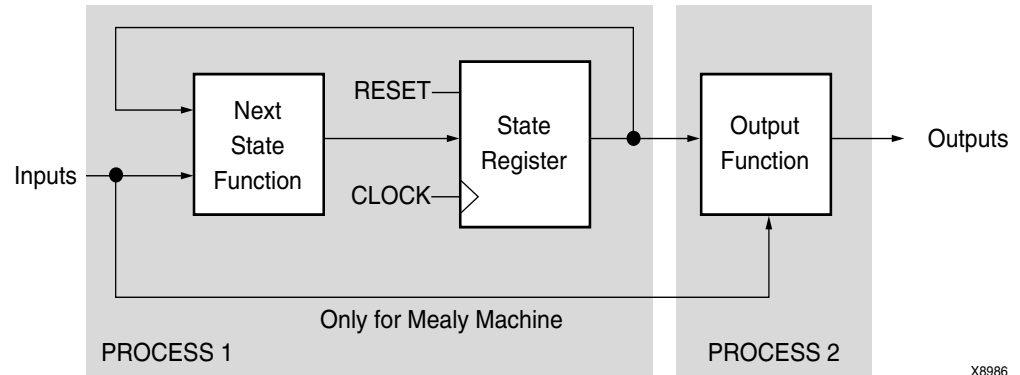 RESET
Next
State
Function
State
Register
Output
Function
Outputs
Inputs
CLOCK
Only for Mealy Machine
PROCESS 1
PROCESS 2
X8986